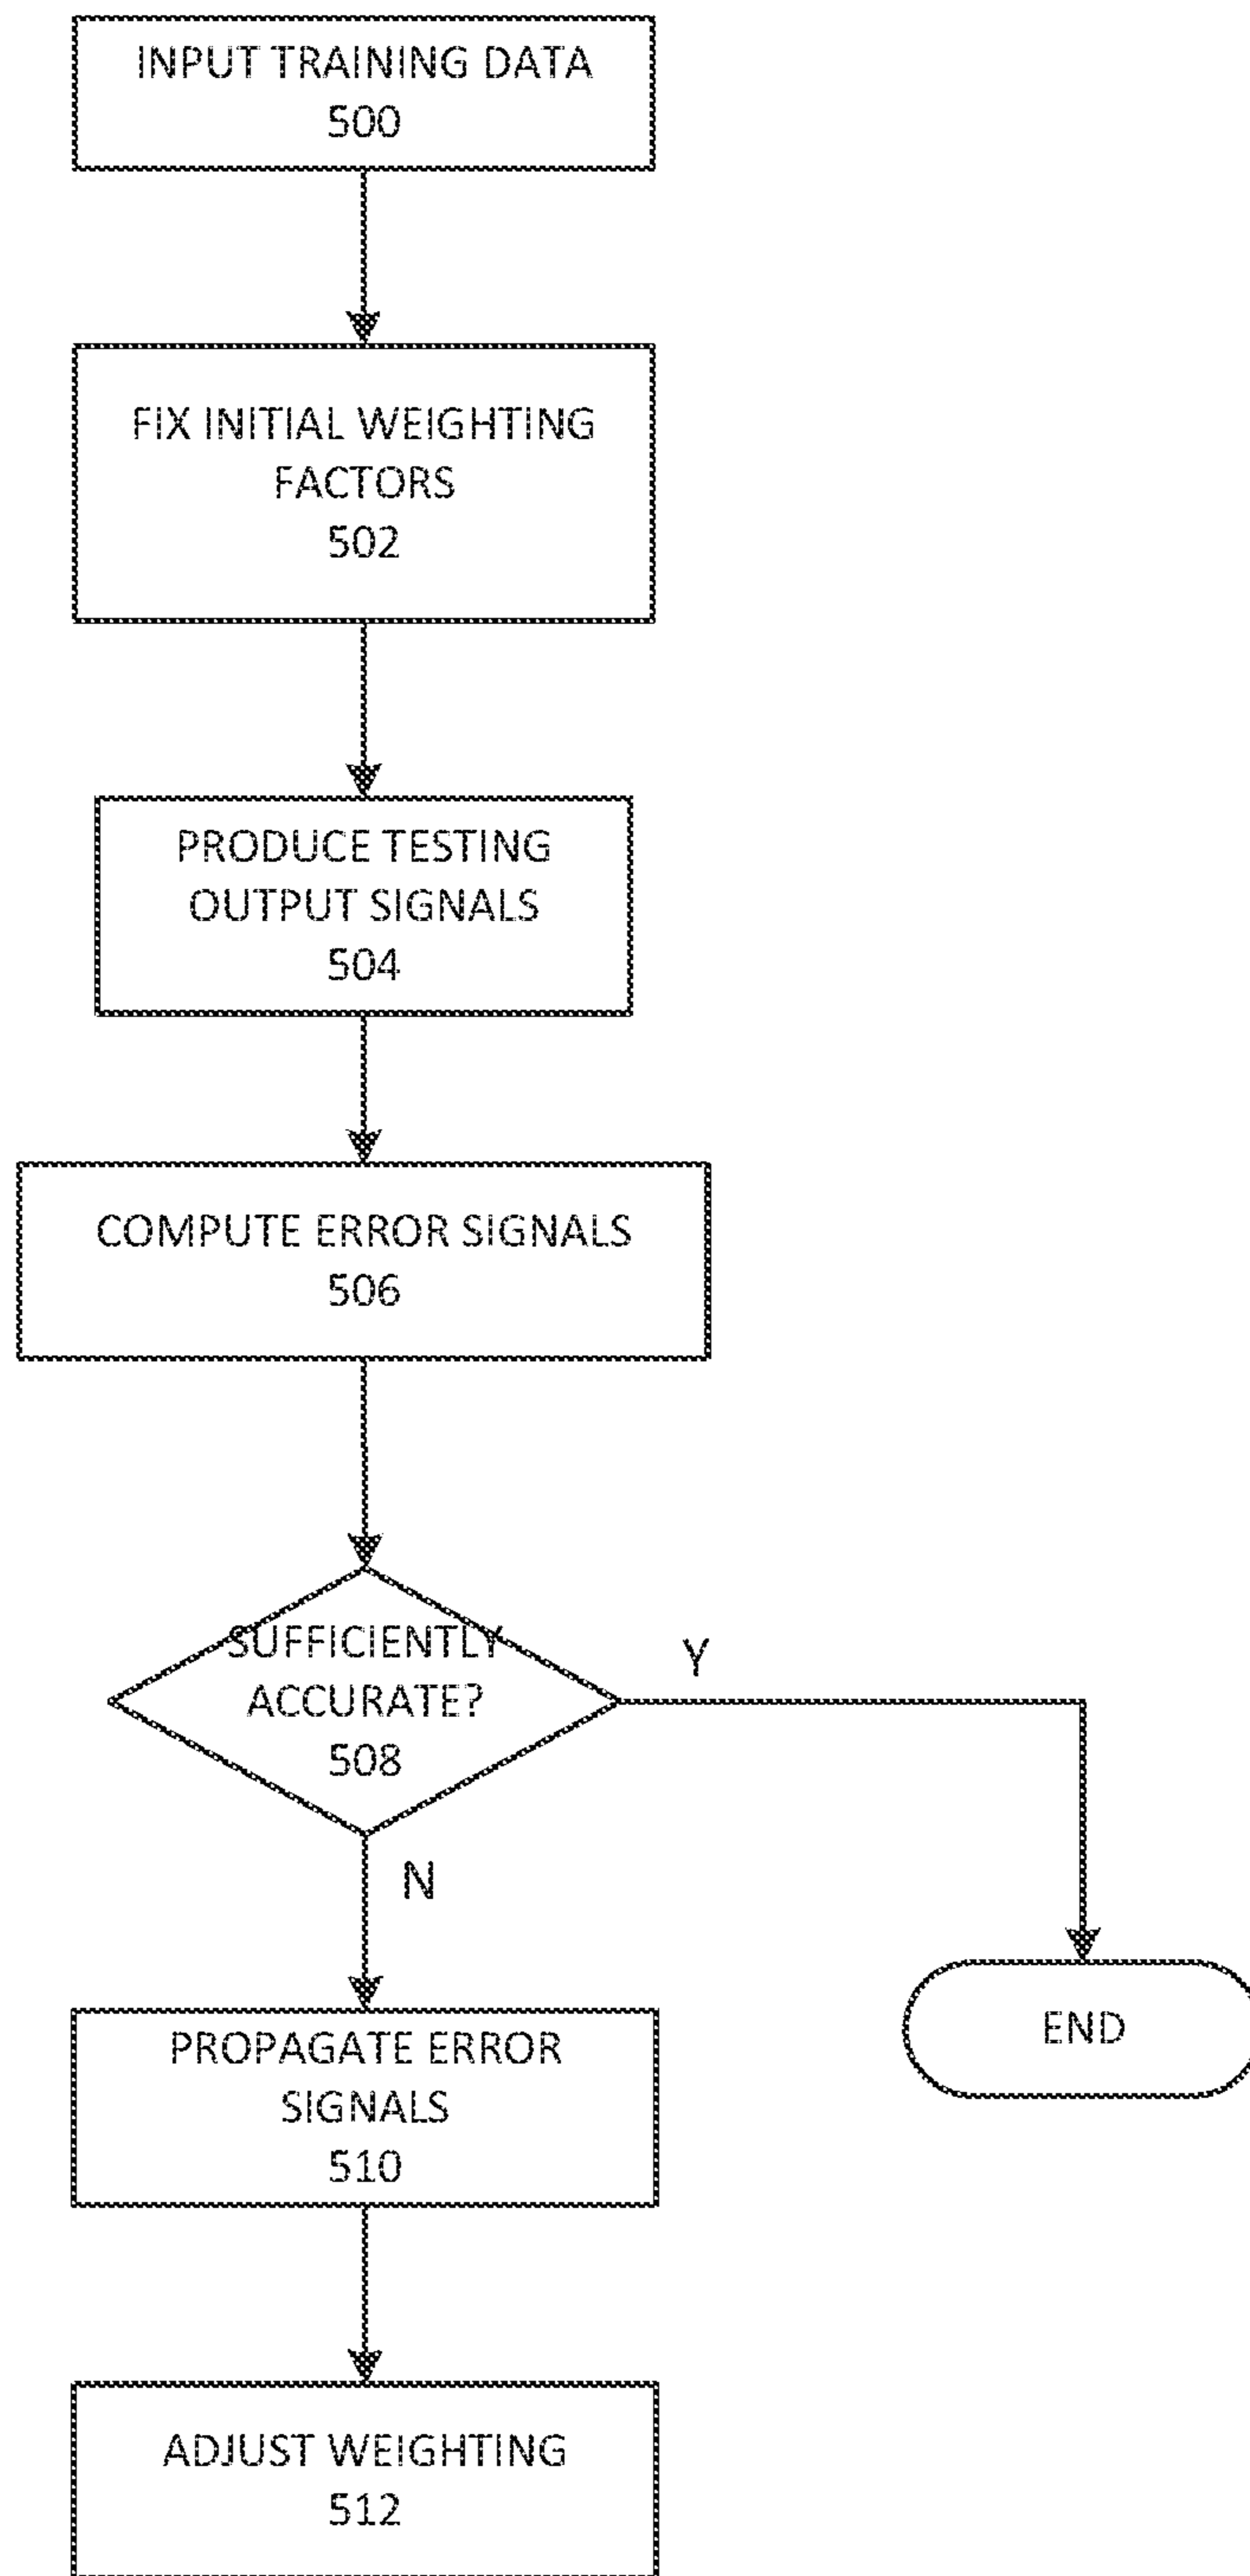 INPUT TRAINING DATA
500
FIX INITIAL WEIGHTING
FACTORS
502
PRODUCE TESTING
OUTPUT SIGNALS
504
COMPUTE ERROR SIGNALS
506
SUFFICIENTLY
ACCURATE?
508
Y
N
PROPAGATE ERROR
SIGNALS
510
END
ADJUST WEIGHTING
512